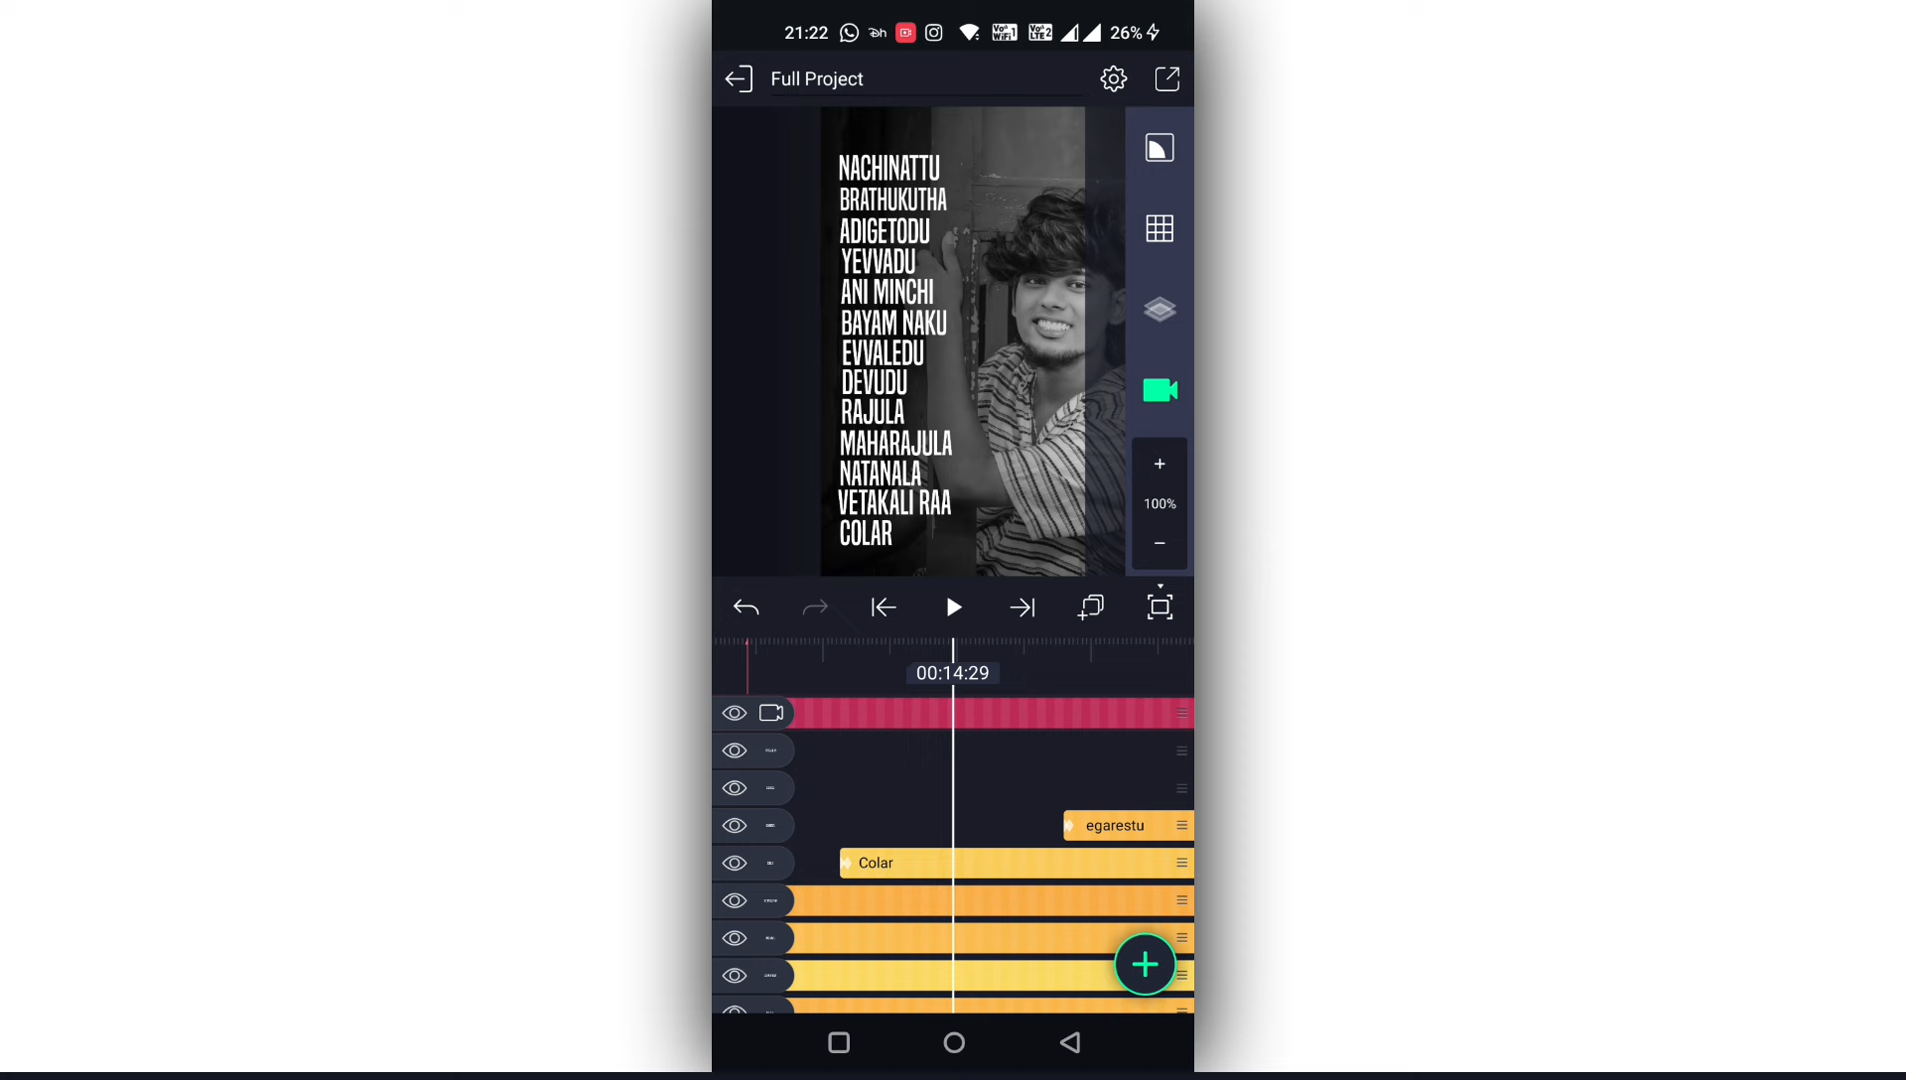 21:22 26%
Full Project
NACHINATTU
BRATHUKUTHA
ADIGETODU
YEVVADU
ANI MINCHI
BAYAM NAKU
EVVALEDU
DEVUDU
RAJULA
MAHARAJULA
NATANALA
VETAKALI RAA
COLAR
+
100%
−
00:14:29
egarestu
Colar